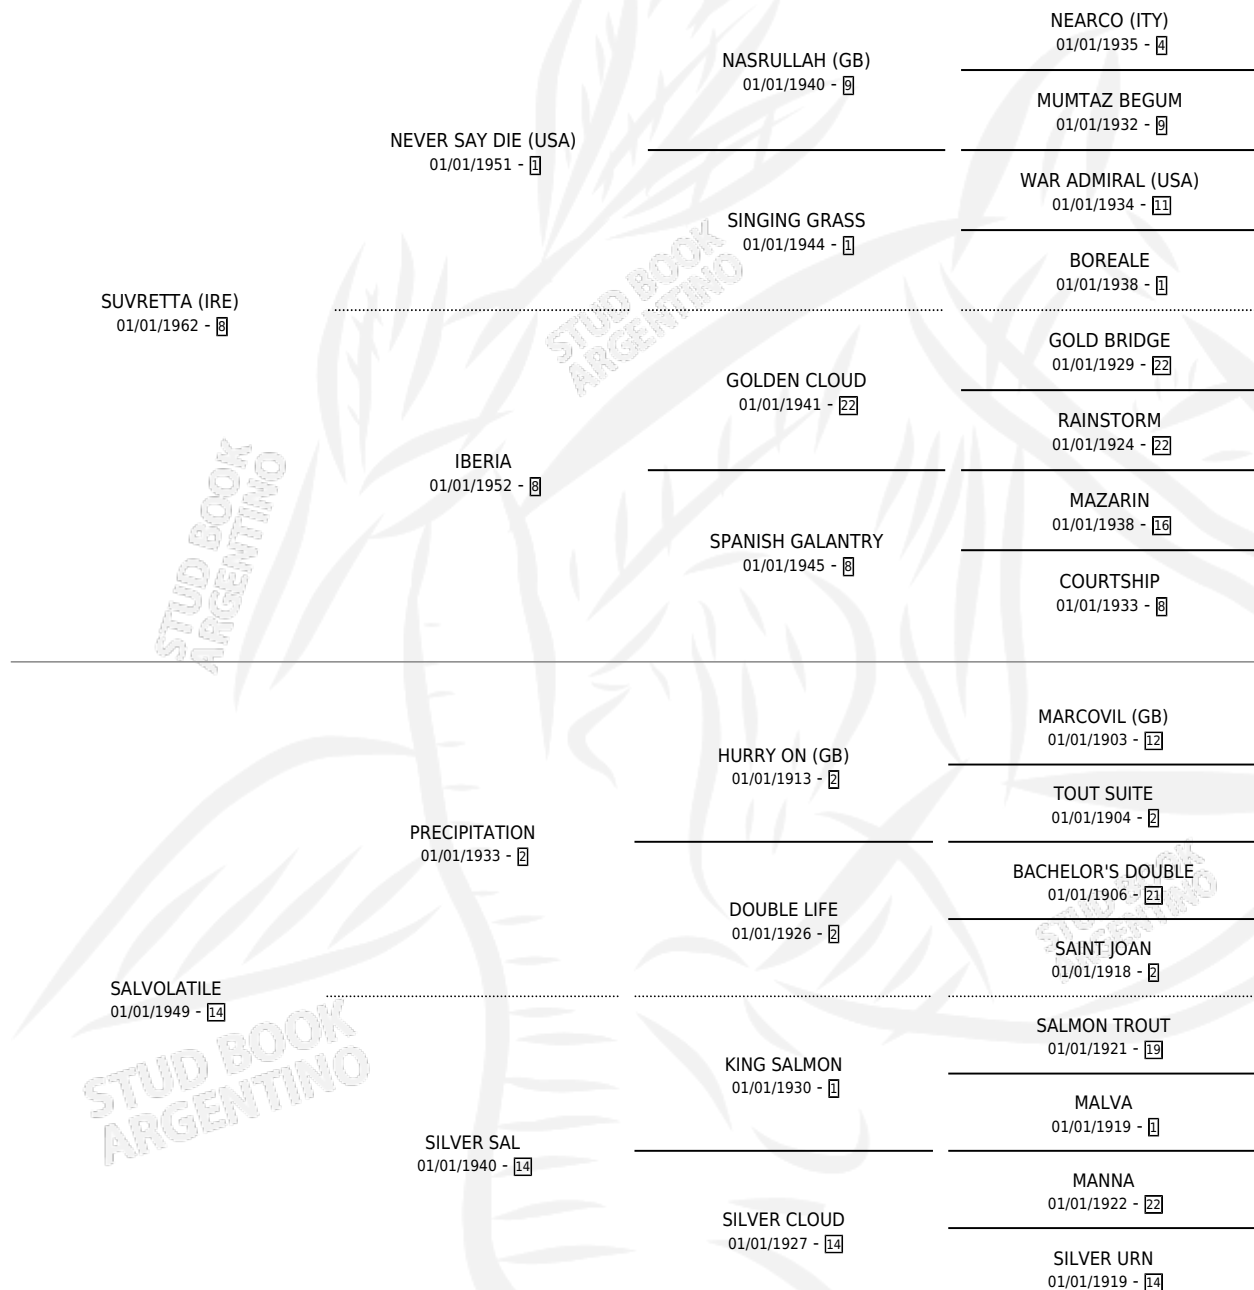 NEARCO (ITY)
01/01/1935 - 4
NASRULLAH (GB)
01/01/1940 - 9
MUMTAZ BEGUM
01/01/1932 - 9
NEVER SAY DIE (USA)
01/01/1951 - 1
WAR ADMIRAL (USA)
01/01/1934 - 11
SINGING GRASS
01/01/1944 - 1
BOREALE
01/01/1938 - 1
SUVRETTA (IRE)
01/01/1962 - 8
GOLD BRIDGE
01/01/1929 - 22
GOLDEN CLOUD
01/01/1941 - 22
RAINSTORM
01/01/1924 - 22
IBERIA
01/01/1952 - 8
MAZARIN
01/01/1938 - 16
SPANISH GALANTRY
01/01/1945 - 8
COURTSHIP
01/01/1933 - 8
MARCOVIL (GB)
01/01/1903 - 12
HURRY ON (GB)
01/01/1913 - 2
TOUT SUITE
01/01/1904 - 2
PRECIPITATION
01/01/1933 - 2
BACHELOR'S DOUBLE
01/01/1906 - 21
DOUBLE LIFE
01/01/1926 - 2
SAINT JOAN
01/01/1918 - 2
SALVOLATILE
01/01/1949 - 14
SALMON TROUT
01/01/1921 - 19
KING SALMON
01/01/1930 - 1
MALVA
01/01/1919 - 1
SILVER SAL
01/01/1940 - 14
MANNA
01/01/1922 - 22
SILVER CLOUD
01/01/1927 - 14
SILVER URN
01/01/1919 - 14
STUD BOOK
ARGENTINO
STUD BOOK
ARGENTINO
STUD BOOK
ARGENTINO
STUD BOOK
ARGENTINO